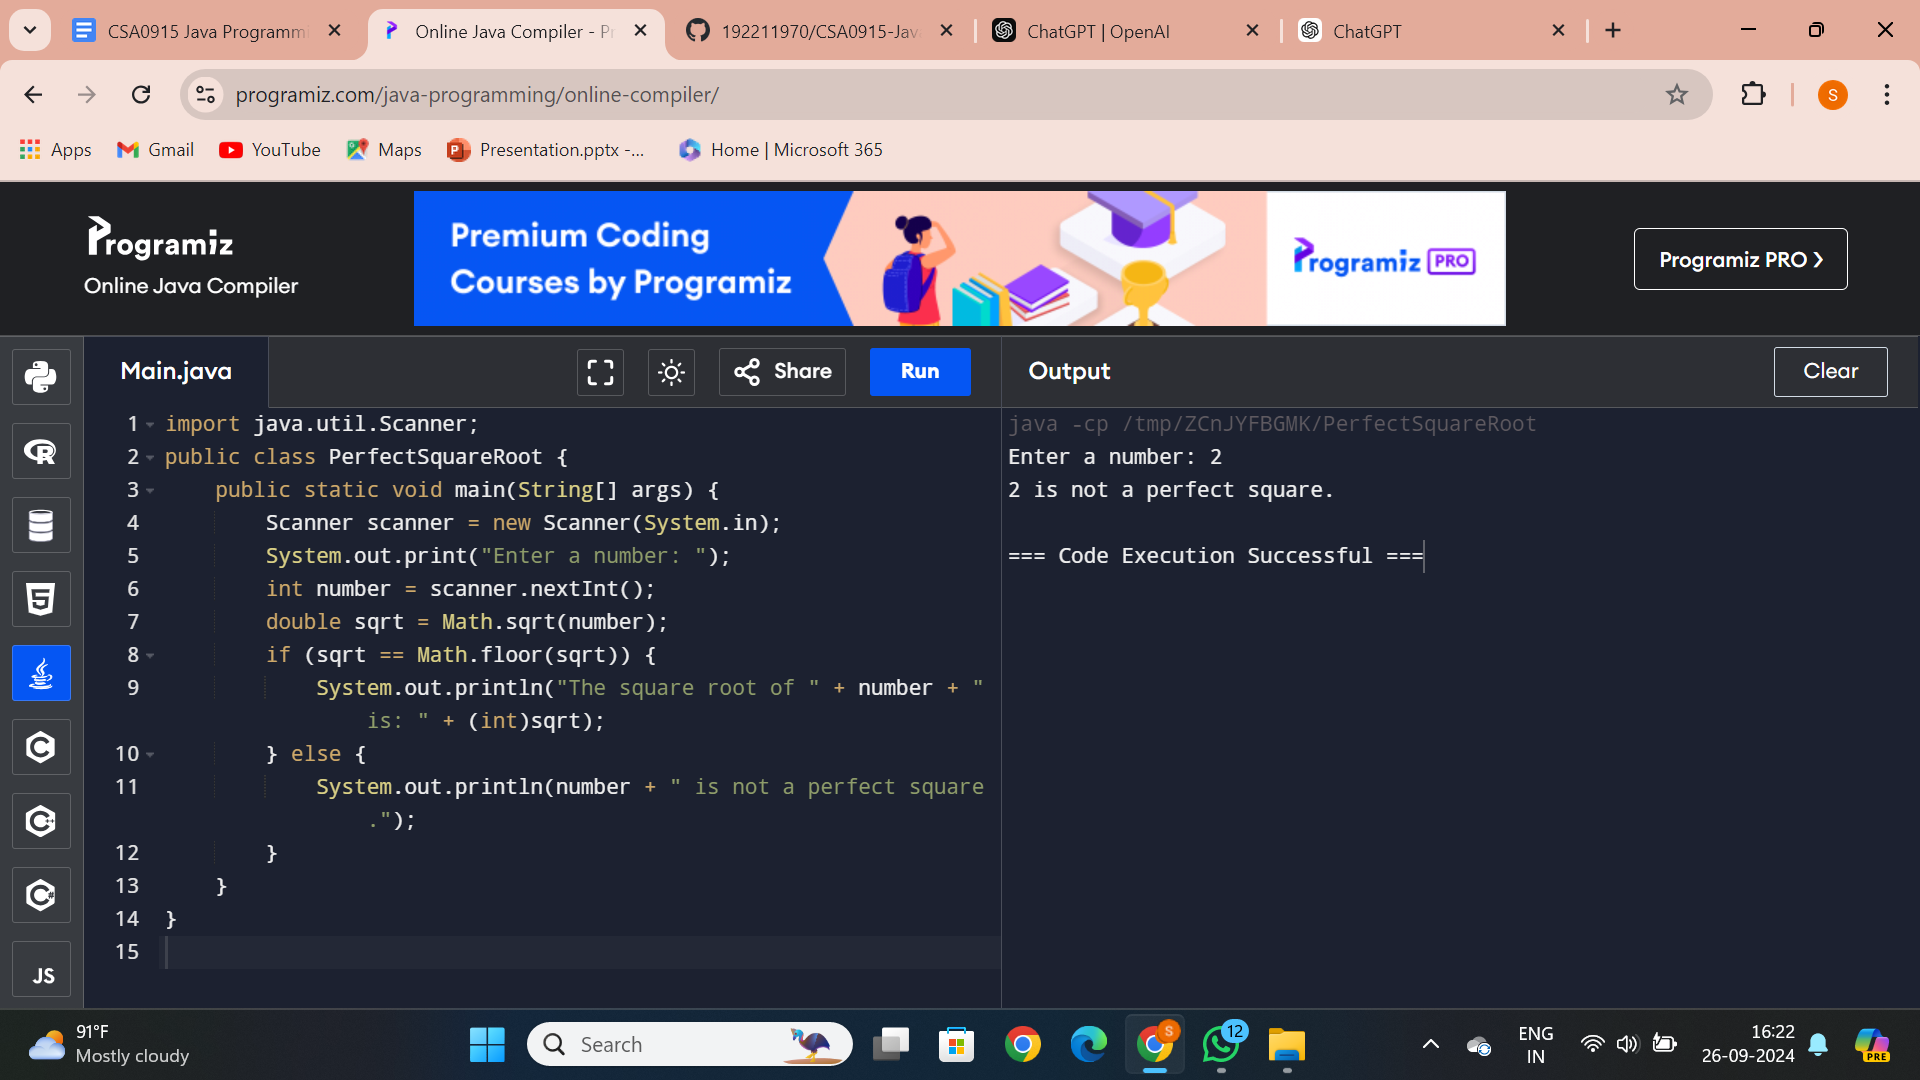 CSA0915 Java Programmi
Online Java Compiler - Pr
192211970/CSA0915-Jav
ChatGPT | OpenAI
ChatGPT
programiz.com/java-programming/online-compiler/
S
Apps
Gmail
YouTube
Maps
Presentation.pptx -...
Home | Microsoft 365
Programiz
Online Java Compiler
Premium Coding
Courses by Programiz
Programiz PRO
Programiz PRO ❯
Main.java
Share
Run
Output
Clear
1 import java.util.Scanner;
2 public class PerfectSquareRoot {
3 public static void main(String[] args) {
4 Scanner scanner = new Scanner(System.in);
5 System.out.print("Enter a number: ");
6 int number = scanner.nextInt();
7 double sqrt = Math.sqrt(number);
8 if (sqrt == Math.floor(sqrt)) {
9 System.out.println("The square root of " + number + "
is: " + (int)sqrt);
10 } else {
11 System.out.println(number + " is not a perfect square
.");
12 }
13 }
14 }
15
java -cp /tmp/ZCnJYFBGMK/PerfectSquareRoot
Enter a number: 2
2 is not a perfect square.
=== Code Execution Successful ===
R
5
C
C++
C#
JS
91°F
Mostly cloudy
Search
S
12
PRE
ENG
IN
16:22
26-09-2024